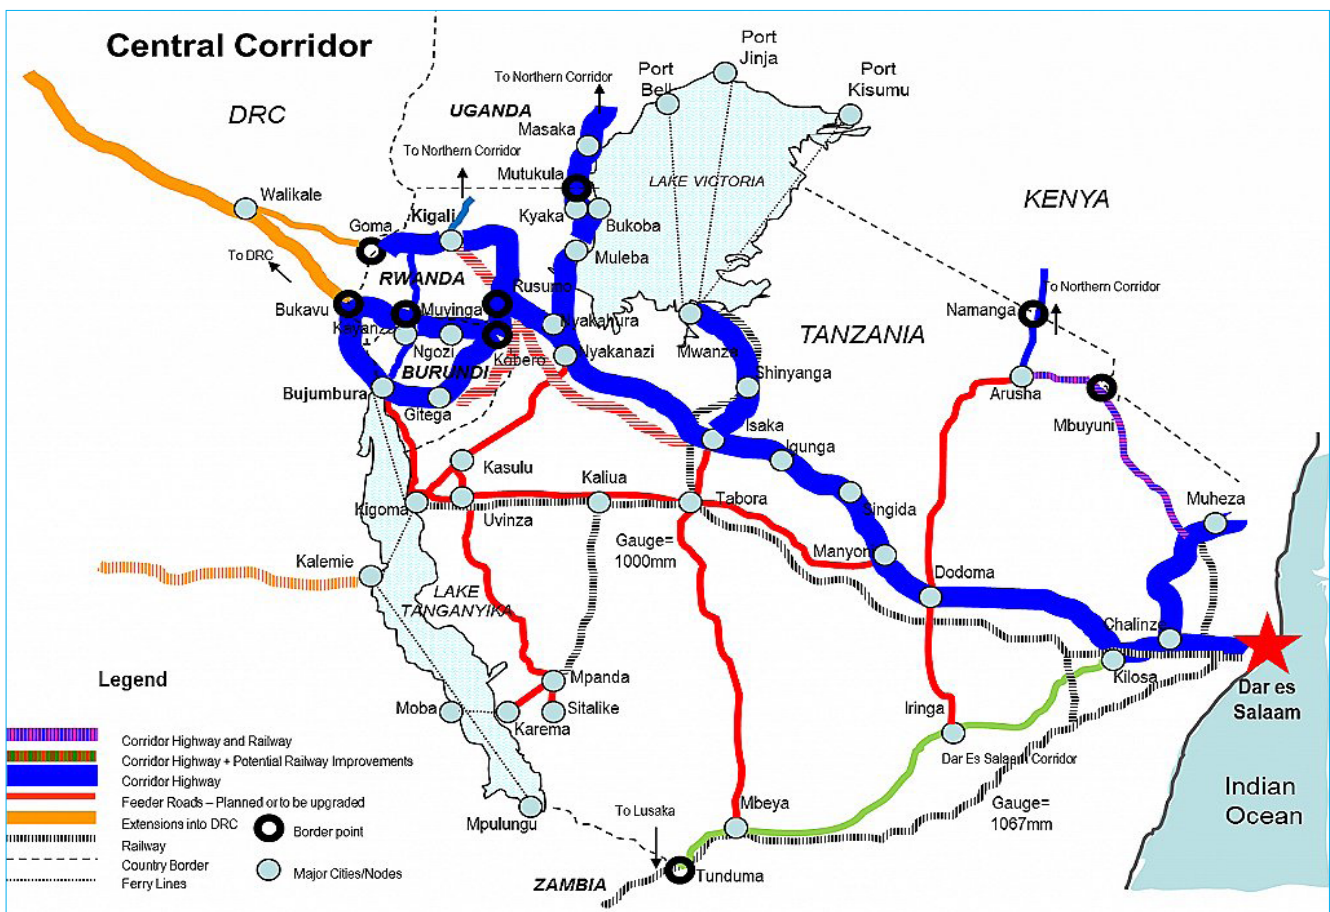 Central Corridor
Port
Jinja
Port
Bell
Port
Kisumu
To Northern Corridor
DRC
UGANDA
Masaka
To Northern Corridor
Mutukula
LAKE VICTORIA
Walikale
Kigali
Kyaka
Bukoba
KENYA
Goma
To DRC
Muleba
RWANDA
Rusumo
To Northern Corridor
Bukavu
Muyinga
Namanga
Kayanza
Nyakahura
TANZANIA
Ngozi
Kobero
Nyakanazi
Mwanza
BURUNDI
Shinyanga
Bujumbura
Gitega
Arusha
Mbuyuni
Isaka
Igunga
Kasulu
Kaliua
Tabora
Singida
Muheza
Kigoma
Uvinza
Gauge=
1000mm
Manyoni
Kalemie
Dodoma
LAKE
TANGANYIKA
Chalinze
Kilosa
Mpanda
Dar es
Salaam
Legend
Moba
Karema
Sitalike
Iringa
Dar Es Salaam Corridor
Corridor Highway and Railway
Corridor Highway + Potential Railway Improvements
Corridor Highway
Feeder Roads – Planned or to be upgraded
Extensions into DRC
Railway
Country Border
Ferry Lines
Border point
Major Cities/Nodes
Mpulungu
To Lusaka
Mbeya
Gauge=
1067mm
Indian
Ocean
ZAMBIA
Tunduma